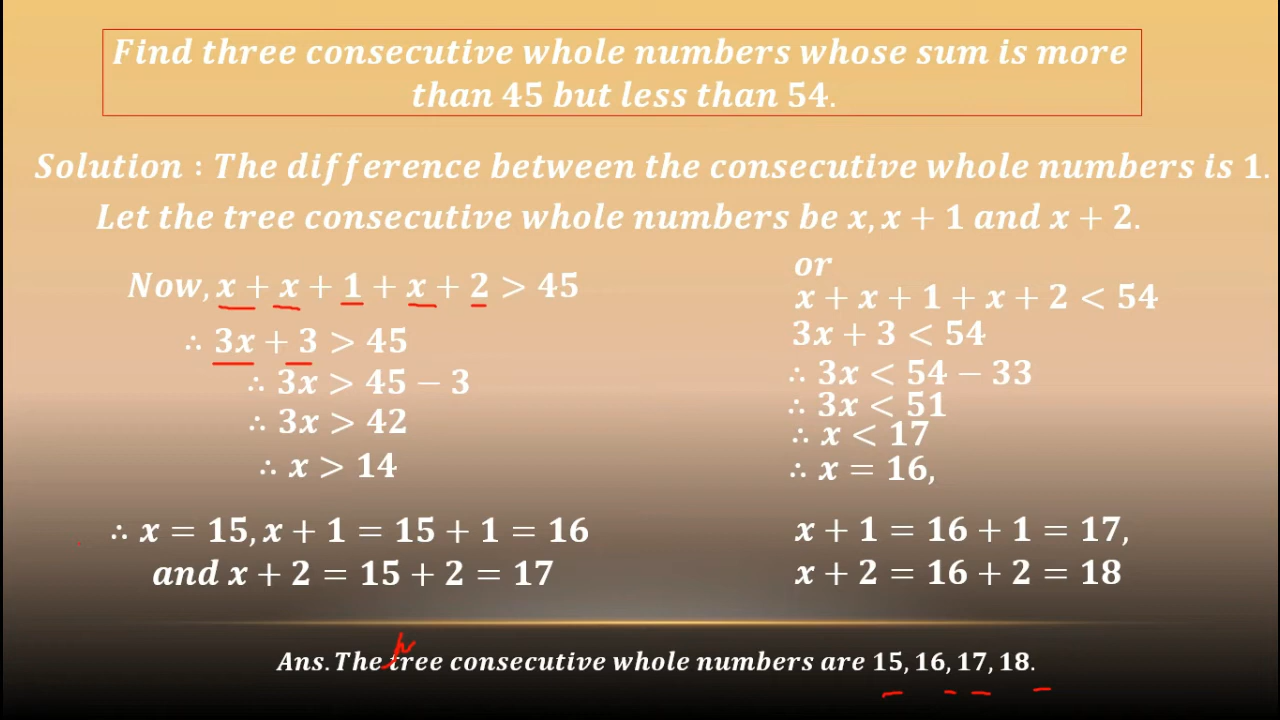 Find three consecutive whole numbers whose sum is more
than 45 but less than 54.
Solution : The difference between the consecutive whole numbers is 1.
Let the tree consecutive whole numbers be x, x + 1 and x + 2.
Now, x + x + 1 + x + 2 > 45
∴ 3x + 3 > 45
∴ 3x > 45 − 3
∴ 3x > 42
∴ x > 14
∴ x = 15, x + 1 = 15 + 1 = 16
and x + 2 = 15 + 2 = 17
or
x + x + 1 + x + 2 < 54
3x + 3 < 54
∴ 3x < 54 − 33
∴ 3x < 51
∴ x < 17
∴ x = 16,
x + 1 = 16 + 1 = 17,
x + 2 = 16 + 2 = 18
h
Ans. The tree consecutive whole numbers are 15, 16, 17, 18.